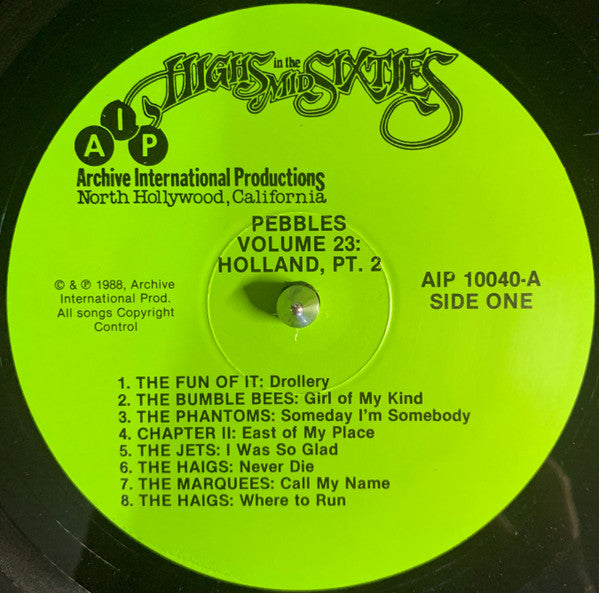 HIGHS in the MID SIXTIES
A I P
Archive International Productions
North Hollywood, California
PEBBLES
VOLUME 23:
HOLLAND, PT. 2
© & ℗ 1988, Archive
International Prod.
All songs Copyright
Control
AIP 10040-A
SIDE ONE
1. THE FUN OF IT: Drollery
2. THE BUMBLE BEES: Girl of My Kind
3. THE PHANTOMS: Someday I'm Somebody
4. CHAPTER II: East of My Place
5. THE JETS: I Was So Glad
6. THE HAIGS: Never Die
7. THE MARQUEES: Call My Name
8. THE HAIGS: Where to Run